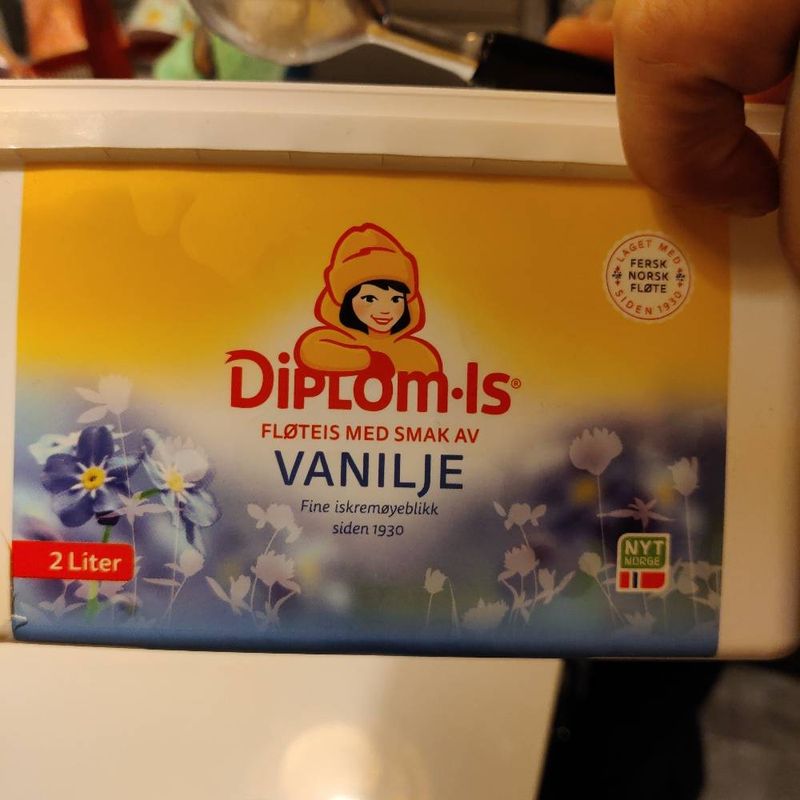 LAGET MED
FERSK
NORSK
FLØTE
SIDEN 1930
DIPLOM-IS®
FLØTEIS MED SMAK AV
VANILJE
Fine iskremøyeblikk
siden 1930
2 Liter
NYT
NORGE